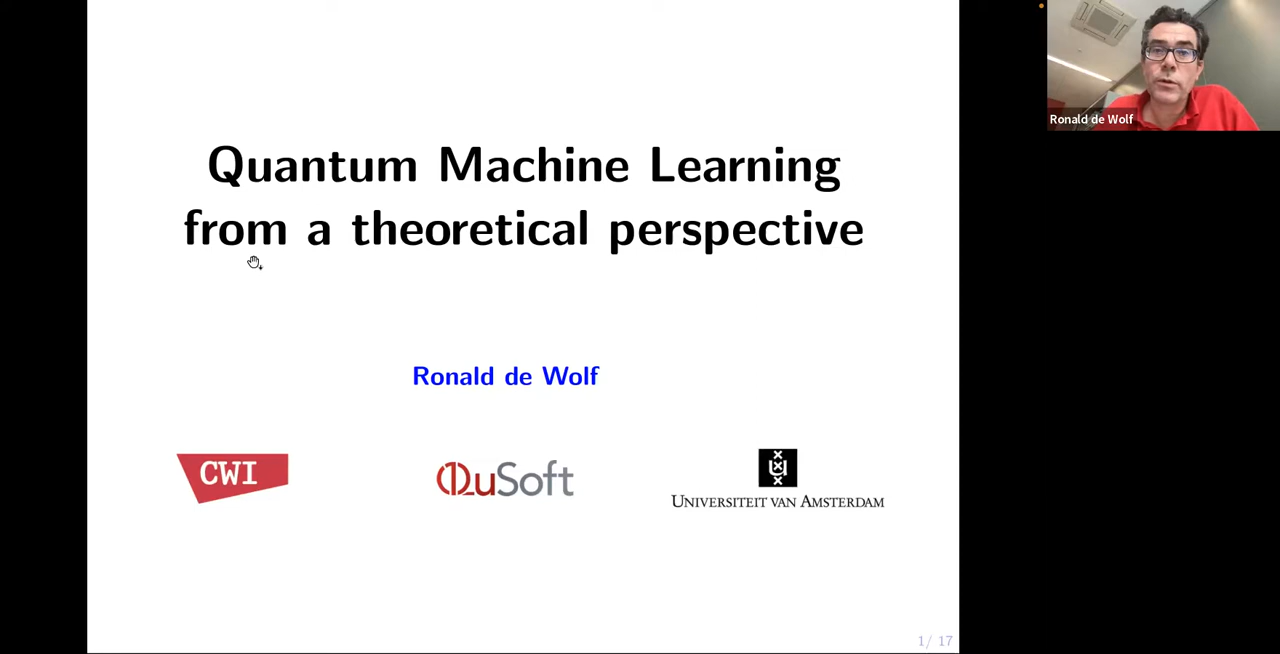 Quantum Machine Learning
from a theoretical perspective
Ronald de Wolf
CWI
QuSoft
UNIVERSITEIT VAN AMSTERDAM
1/ 17
Ronald de Wolf